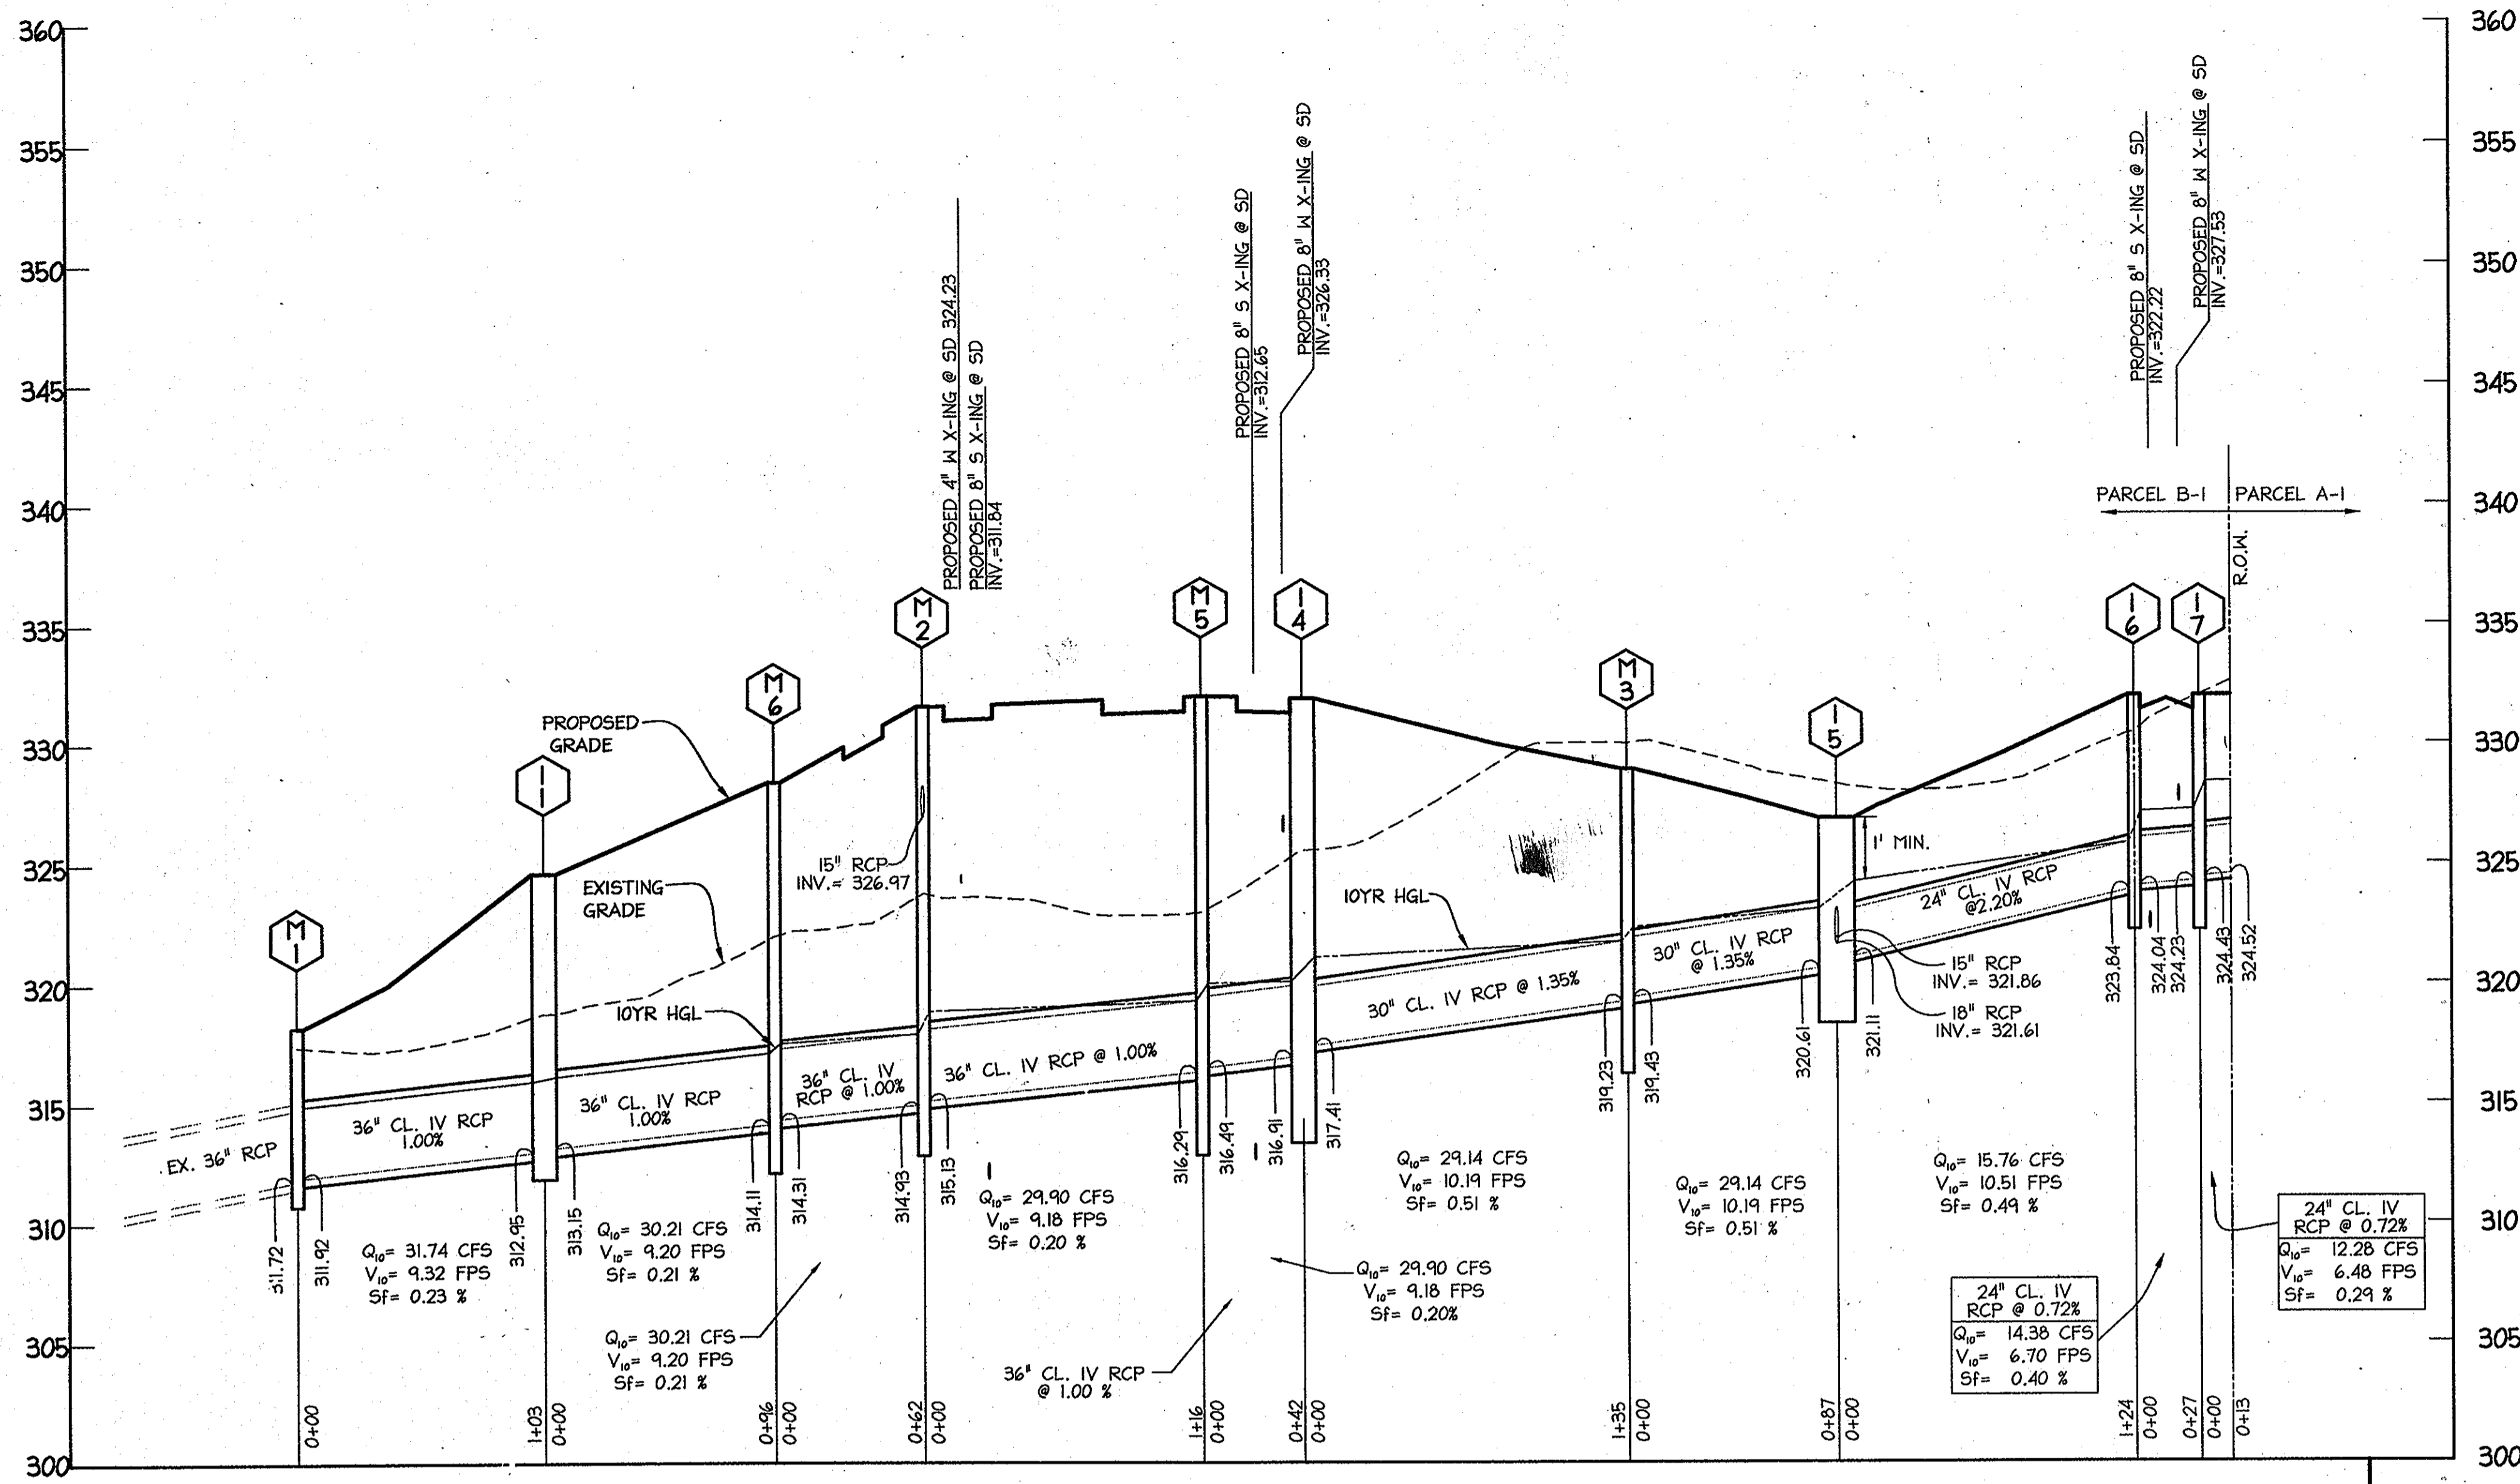 360
355
350
345
340
335
330
325
320
315
310
305
300
360
355
350
345
340
335
330
325
320
315
310
305
300
PROPOSED 4" W X-ING @ SD 324.23
PROPOSED 8" S X-ING @ SD
INV.=311.84
PROPOSED 8" S X-ING @ SD
INV.=312.65
PROPOSED 8" W X-ING @ SD
INV.=326.33
PROPOSED 8" S X-ING @ SD
INV.=322.22
PROPOSED 8" W X-ING @ SD
INV.=327.53
PARCEL B-1
PARCEL A-1
R.O.W.
M
1
I
1
M
6
M
2
M
5
I
4
M
3
I
5
I
6
I
7
PROPOSED
GRADE
EXISTING
GRADE
15" RCP
INV.= 326.97
10YR HGL
10YR HGL
1' MIN.
EX. 36" RCP
36" CL. IV RCP
1.00%
36" CL. IV RCP
1.00%
36" CL. IV
RCP @ 1.00%
36" CL. IV RCP @ 1.00%
30" CL. IV RCP @ 1.35%
30" CL. IV RCP
@ 1.35%
24" CL. IV RCP
@2.20%
15" RCP
INV.= 321.86
18" RCP
INV.= 321.61
311.72
311.92
312.95
313.15
314.11
314.31
314.93
315.13
316.29
316.49
316.91
317.41
319.23
319.43
320.61
321.11
323.84
324.04
324.23
324.43
324.52
Q10= 31.74 CFS
V10= 9.32 FPS
Sf= 0.23 %
Q10= 30.21 CFS
V10= 9.20 FPS
Sf= 0.21 %
Q10= 30.21 CFS
V10= 9.20 FPS
Sf= 0.21 %
Q10= 29.90 CFS
V10= 9.18 FPS
Sf= 0.20 %
36" CL. IV RCP
@ 1.00 %
Q10= 29.90 CFS
V10= 9.18 FPS
Sf= 0.20%
Q10= 29.14 CFS
V10= 10.19 FPS
Sf= 0.51 %
Q10= 29.14 CFS
V10= 10.19 FPS
Sf= 0.51 %
Q10= 15.76 CFS
V10= 10.51 FPS
Sf= 0.49 %
24" CL. IV
RCP @ 0.72%
Q10= 14.38 CFS
V10= 6.70 FPS
Sf= 0.40 %
24" CL. IV
RCP @ 0.72%
Q10= 12.28 CFS
V10= 6.48 FPS
Sf= 0.29 %
0+00
1+03
0+00
0+96
0+00
0+62
0+00
1+16
0+00
0+42
0+00
1+35
0+00
0+87
0+00
1+24
0+00
0+27
0+00
0+13